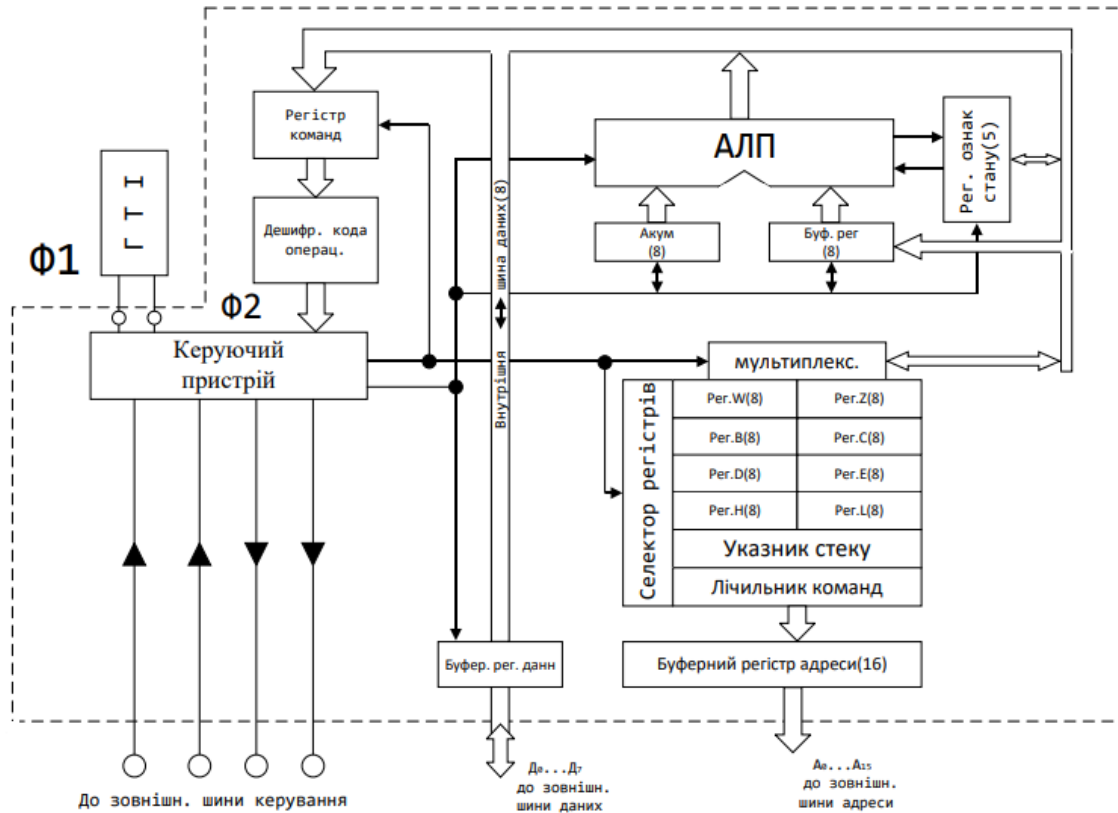 Регістр
команд
АЛП
Рег. ознак
стану(5)
Г Т І
Дешифр. кода
операц.
Акум
(8)
Буф. рег
(8)
Ф1
Ф2
Внутрішня шина даних(8)
Керуючий
пристрій
мультиплекс.
Селектор регістрів
Рег.W(8) Рег.Z(8)
Рег.B(8) Рег.C(8)
Рег.D(8) Рег.E(8)
Рег.H(8) Рег.L(8)
Указник стеку
Лічильник команд
Буфер. рег. данн
Буферний регістр адреси(16)
До зовнішн. шини керування
Д₀...Д₇
до зовнішн.
шини даних
А₀...А₁₅
до зовнішн.
шини адреси